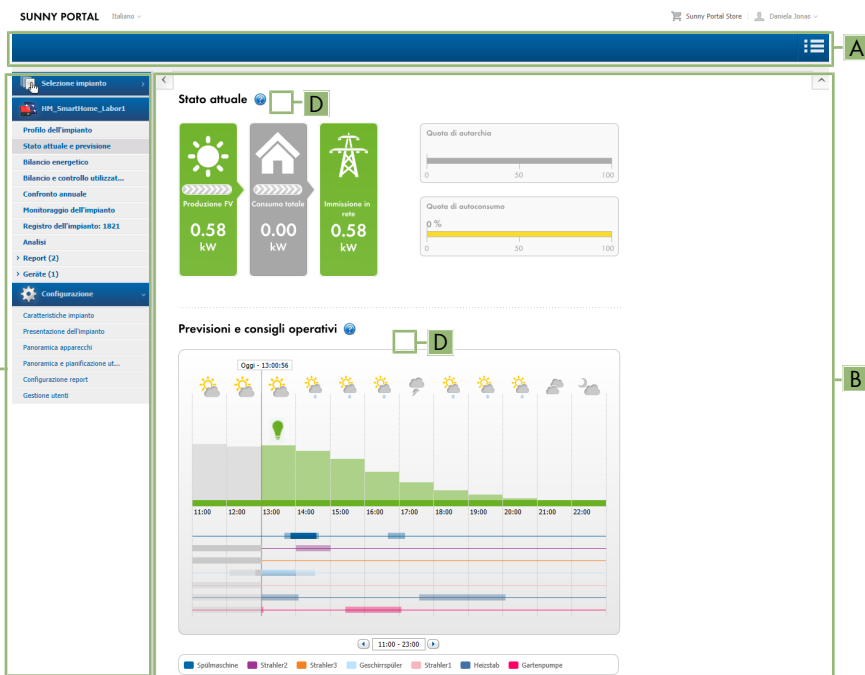 SUNNY PORTAL Italiano
Sunny Portal Store Daniela Jonas
A
Selezione impianto
HM_SmartHome_Labor1
Profilo dell'impianto
Stato attuale e previsione
Bilancio energetico
Bilancio e controllo utilizzat...
Confronto annuale
Monitoraggio dell'impianto
Registro dell'impianto: 1821
Analisi
Report (2)
Geräte (1)
Configurazione
Caratteristiche impianto
Presentazione dell'impianto
Panoramica apparecchi
Panoramica e pianificazione ut...
Configurazione report
Gestione utenti
Stato attuale ? D
Produzione FV
0.58
kW
Consumo totale
0.00
kW
Immissione in
rete
0.58
kW
Quota di autarchia
0 50 100
Quota di autoconsumo
0 %
0 50 100
Previsioni e consigli operativi ? D
B
Oggi - 13:00:56
11:00 12:00 13:00 14:00 15:00 16:00 17:00 18:00 19:00 20:00 21:00 22:00
11:00 - 23:00
Spülmaschine Strahler2 Strahler3 Geschirrspüler Strahler1 Heizstab Gartenpumpe